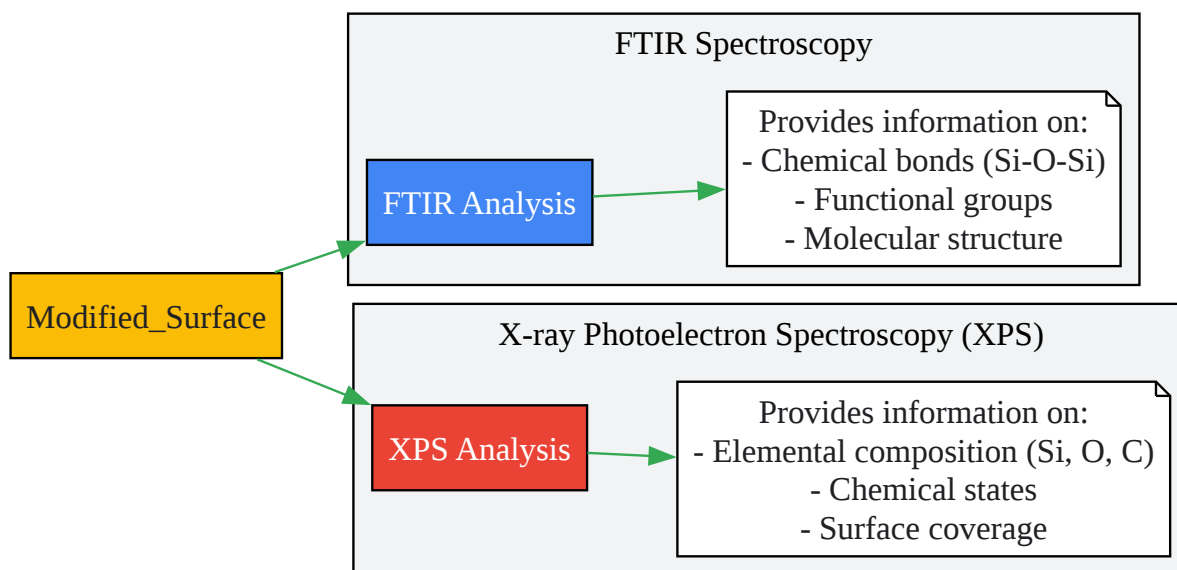 FTIR Spectroscopy
Provides information on:
- Chemical bonds (Si-O-Si)
- Functional groups
- Molecular structure
FTIR Analysis
Modified_Surface
X-ray Photoelectron Spectroscopy (XPS)
Provides information on:
- Elemental composition (Si, O, C)
- Chemical states
- Surface coverage
XPS Analysis